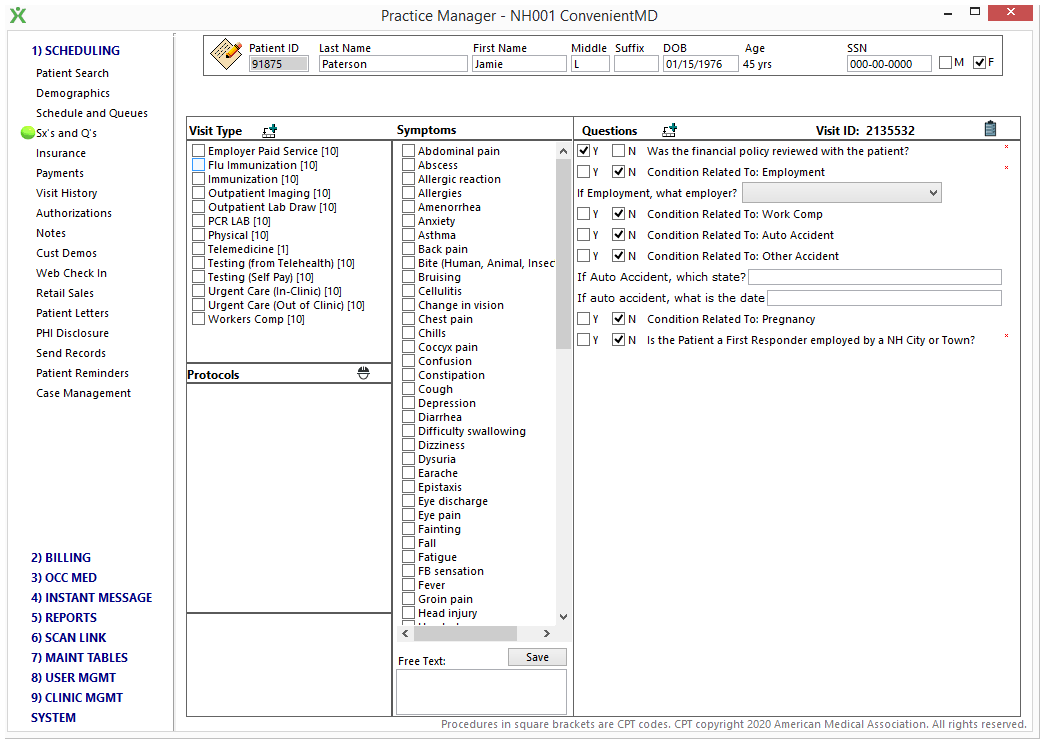 Practice Manager - NH001 ConvenientMD
1) SCHEDULING
Patient Search
Demographics
Schedule and Queues
Sx's and Q's
Insurance
Payments
Visit History
Authorizations
Notes
Cust Demos
Web Check In
Retail Sales
Patient Letters
PHI Disclosure
Send Records
Patient Reminders
Case Management
2) BILLING
3) OCC MED
4) INSTANT MESSAGE
5) REPORTS
6) SCAN LINK
7) MAINT TABLES
8) USER MGMT
9) CLINIC MGMT
SYSTEM
Patient ID Last Name First Name Middle Suffix DOB Age SSN
91875 Paterson Jamie L 01/15/1976 45 yrs 000-00-0000 M F
Visit Type
Employer Paid Service [10]
Flu Immunization [10]
Immunization [10]
Outpatient Imaging [10]
Outpatient Lab Draw [10]
PCR LAB [10]
Physical [10]
Telemedicine [1]
Testing (from Telehealth) [10]
Testing (Self Pay) [10]
Urgent Care (In-Clinic) [10]
Urgent Care (Out of Clinic) [10]
Workers Comp [10]
Protocols
Symptoms
Abdominal pain
Abscess
Allergic reaction
Allergies
Amenorrhea
Anxiety
Asthma
Back pain
Bite (Human, Animal, Insec
Bruising
Cellulitis
Change in vision
Chest pain
Chills
Coccyx pain
Confusion
Constipation
Cough
Depression
Diarrhea
Difficulty swallowing
Dizziness
Dysuria
Earache
Epistaxis
Eye discharge
Eye pain
Fainting
Fall
Fatigue
FB sensation
Fever
Groin pain
Head injury
Free Text:
Save
Questions Visit ID: 2135532
Y N Was the financial policy reviewed with the patient? *
Y N Condition Related To: Employment *
If Employment, what employer?
Y N Condition Related To: Work Comp
Y N Condition Related To: Auto Accident
Y N Condition Related To: Other Accident
If Auto Accident, which state?
If auto accident, what is the date
Y N Condition Related To: Pregnancy
Y N Is the Patient a First Responder employed by a NH City or Town? *
Procedures in square brackets are CPT codes. CPT copyright 2020 American Medical Association. All rights reserved.